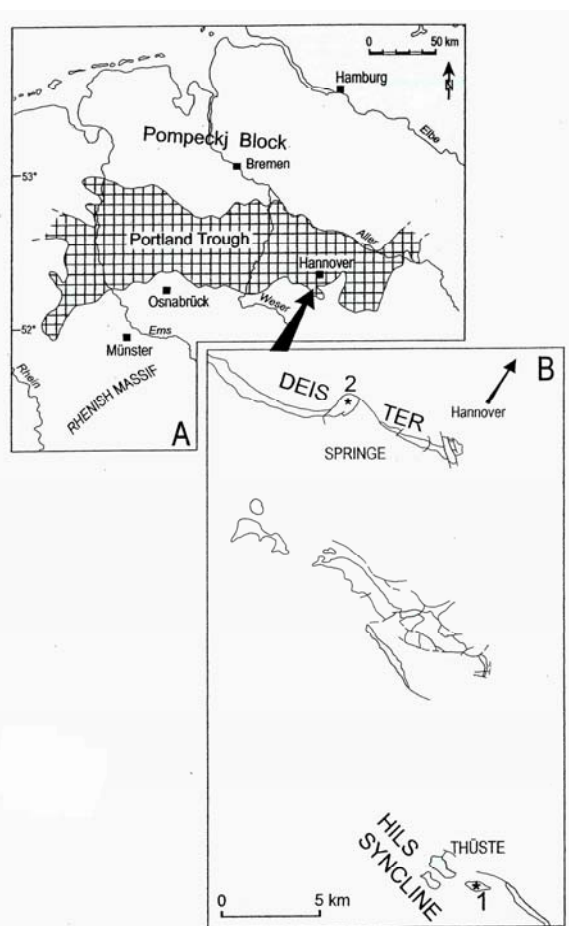 0 50 km
Hamburg
N
Elbe
Pompeckj Block
Bremen
53°
Aller
Portland Trough
Hannover
Osnabrück
Weser
52°
Ems
Münster
Rhein
RHENISH MASSIF
A
B
DEIS
2
TER
Hannover
SPRINGE
HILS
SYNCLINE
THÜSTE
1
0 5 km